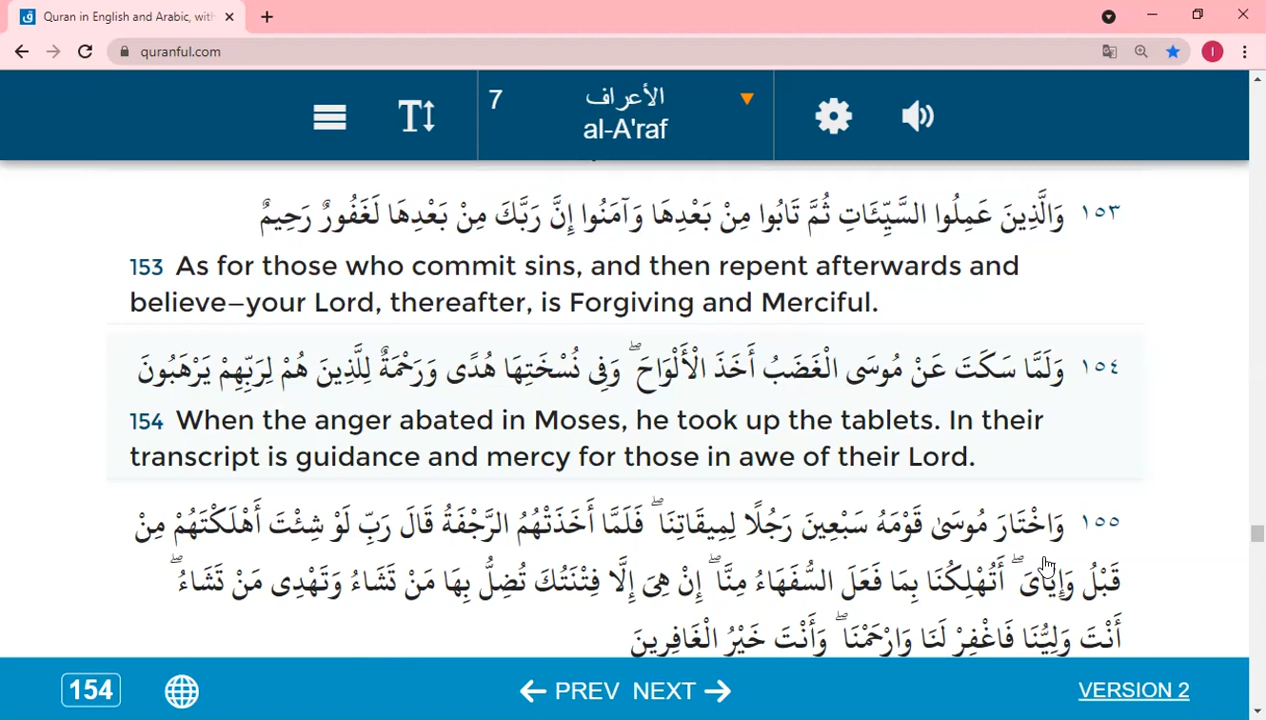 Quran in English and Arabic, with
quranful.com
I
7
الأعراف
al-A'raf
١٥٣ وَالَّذِينَ عَمِلُوا السَّيِّئَاتِ ثُمَّ تَابُوا مِنْ بَعْدِهَا وَآمَنُوا إِنَّ رَبَّكَ مِنْ بَعْدِهَا لَغَفُورٌ رَحِيمٌ
153 As for those who commit sins, and then repent afterwards and
believe—your Lord, thereafter, is Forgiving and Merciful.
١٥٤ وَلَمَّا سَكَتَ عَنْ مُوسَى الْغَضَبُ أَخَذَ الْأَلْوَاحَ ۖ وَفِى نُسْخَتِهَا هُدًى وَرَحْمَةٌ لِلَّذِينَ هُمْ لِرَبِّهِمْ يَرْهَبُونَ
154 When the anger abated in Moses, he took up the tablets. In their
transcript is guidance and mercy for those in awe of their Lord.
١٥٥ وَاخْتَارَ مُوسَىٰ قَوْمَهُ سَبْعِينَ رَجُلًا لِمِيقَاتِنَا ۖ فَلَمَّا أَخَذَتْهُمُ الرَّجْفَةُ قَالَ رَبِّ لَوْ شِئْتَ أَهْلَكْتَهُمْ مِنْ
قَبْلُ وَإِيَّاىَ ۖ أَتُهْلِكُنَا بِمَا فَعَلَ السُّفَهَاءُ مِنَّا ۖ إِنْ هِىَ إِلَّا فِتْنَتُكَ تُضِلُّ بِهَا مَنْ تَشَاءُ وَتَهْدِى مَنْ تَشَاءُ ۖ
أَنْتَ وَلِيُّنَا فَاغْفِرْ لَنَا وَارْحَمْنَا ۖ وَأَنْتَ خَيْرُ الْغَافِرِينَ
154
PREV NEXT
VERSION 2